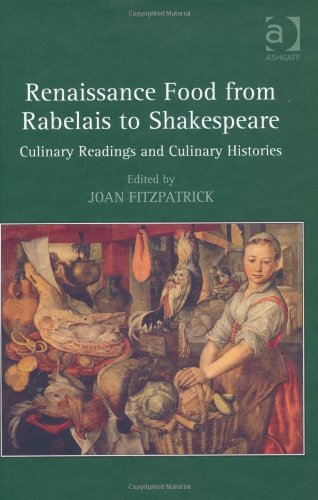 a
ASHGATE
Renaissance Food from
Rabelais to Shakespeare
Culinary Readings and Culinary Histories
Edited by
JOAN FITZPATRICK